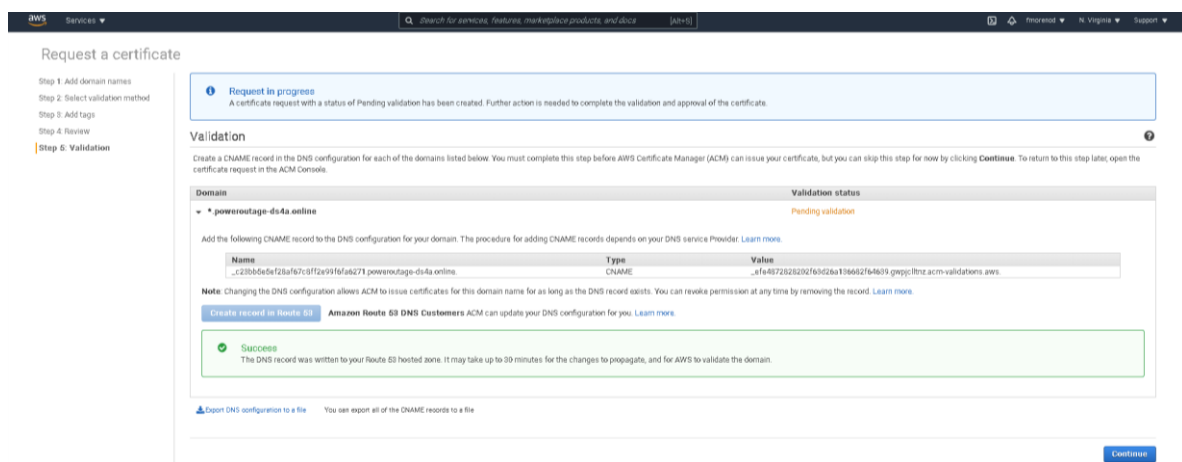 aws Services Search for services, features, marketplace products, and docs [Alt+S] fmorenod N. Virginia Support
Request a certificate
Step 1: Add domain names
Step 2: Select validation method
Step 3: Add tags
Step 4: Review
Step 5: Validation
Request in progress
A certificate request with a status of Pending validation has been created. Further action is needed to complete the validation and approval of the certificate.
Validation
Create a CNAME record in the DNS configuration for each of the domains listed below. You must complete this step before AWS Certificate Manager (ACM) can issue your certificate, but you can skip this step for now by clicking Continue. To return to this step later, open the
certificate request in the ACM Console.
Domain Validation status
*.poweroutage-ds4a.online Pending validation
Add the following CNAME record to the DNS configuration for your domain. The procedure for adding CNAME records depends on your DNS service Provider. Learn more.
Name Type Value
CNAME
Note: Changing the DNS configuration allows ACM to issue certificates for this domain name for as long as the DNS record exists. You can revoke permission at any time by removing the record. Learn more.
Create record in Route 53 Amazon Route 53 DNS Customers ACM can update your DNS configuration for you. Learn more.
Success
The DNS record was written to your Route 53 hosted zone. It may take up to 30 minutes for the changes to propagate, and for AWS to validate the domain.
Export DNS configuration to a file You can export all of the CNAME records to a file
Continue